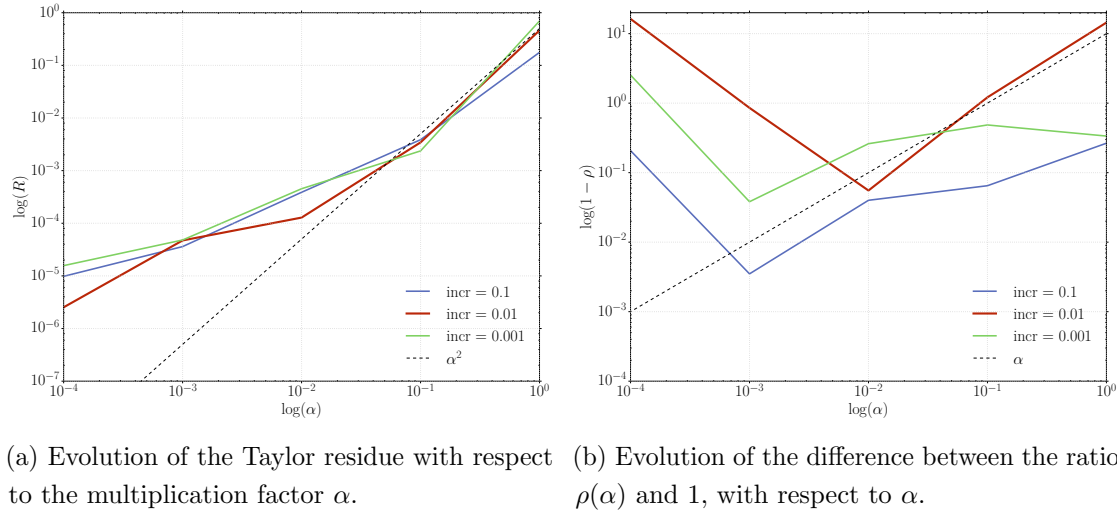 10^0
10^{-1}
10^{-2}
10^{-3}
10^{-4}
10^{-5}
10^{-6}
10^{-7}
log(R)
10^{-4} 10^{-3} 10^{-2} 10^{-1} 10^0
log(α)
incr = 0.1
incr = 0.01
incr = 0.001
α^2
10^1
10^0
10^{-1}
10^{-2}
10^{-3}
10^{-4}
log(1 − ρ)
10^{-4} 10^{-3} 10^{-2} 10^{-1} 10^0
log(α)
incr = 0.1
incr = 0.01
incr = 0.001
α
(a) Evolution of the Taylor residue with respect
to the multiplication factor α.
(b) Evolution of the difference between the ratio
ρ(α) and 1, with respect to α.